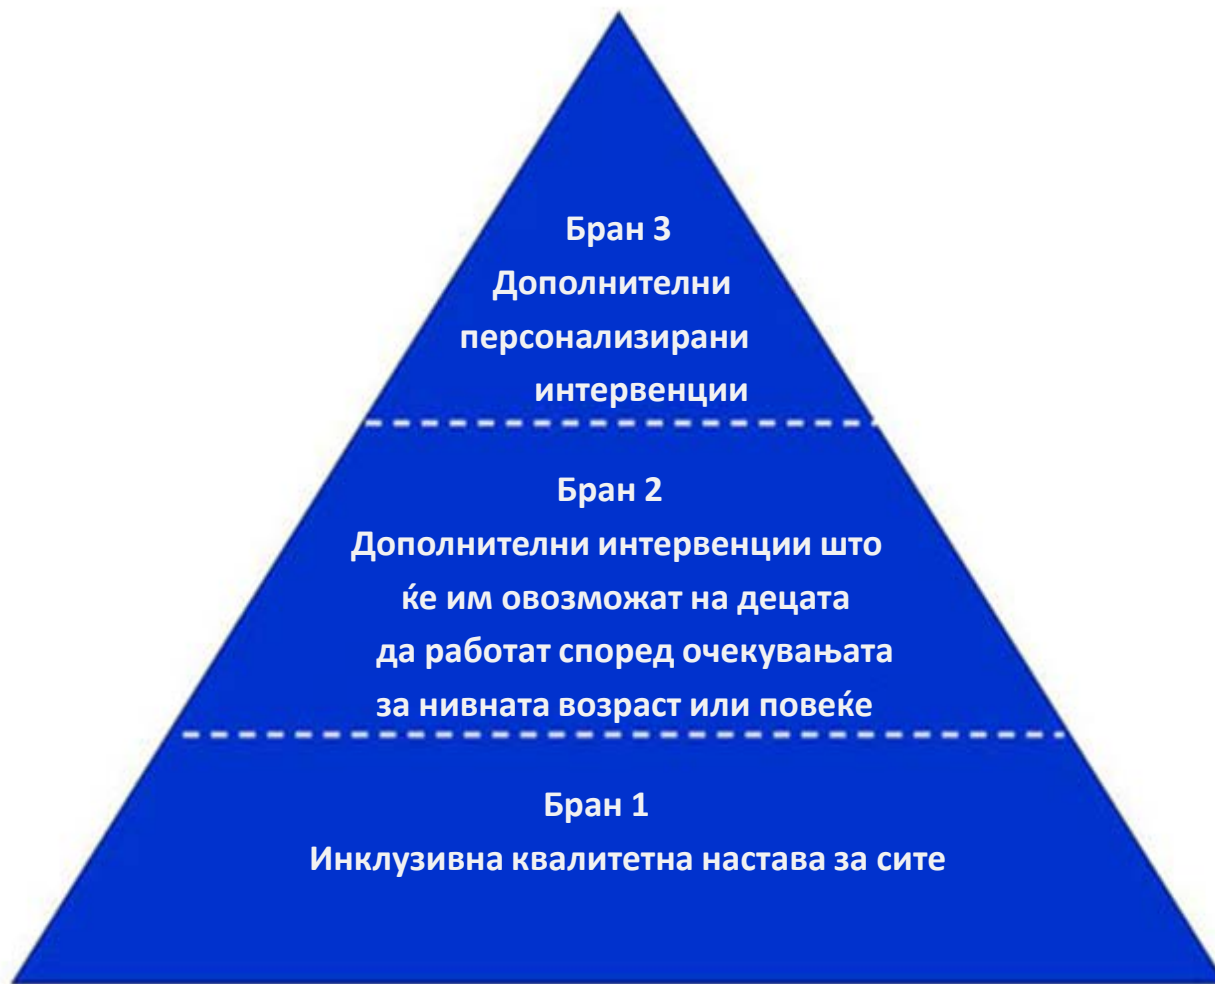 Бран 3
Дополнителни
персонализирани
интервенции
Бран 2
Дополнителни интервенции што
ќе им овозможат на децата
да работат според очекувањата
за нивната возраст или повеќе
Бран 1
Инклузивна квалитетна настава за сите